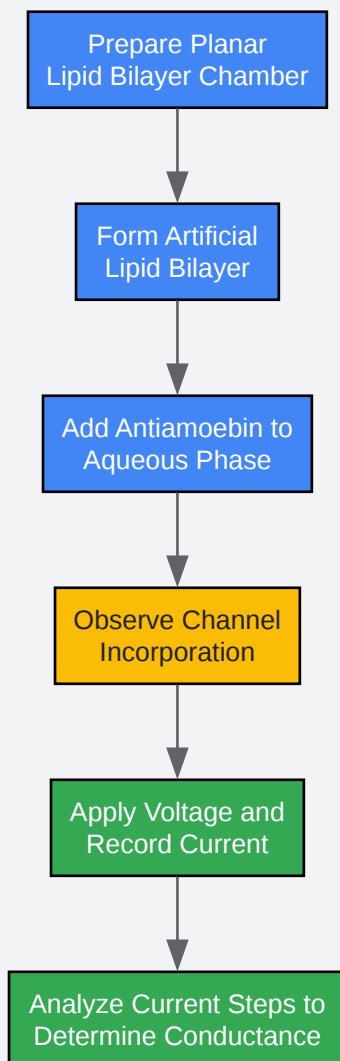 Prepare Planar
Lipid Bilayer Chamber
Form Artificial
Lipid Bilayer
Add Antiamoebin to
Aqueous Phase
Observe Channel
Incorporation
Apply Voltage and
Record Current
Analyze Current Steps to
Determine Conductance